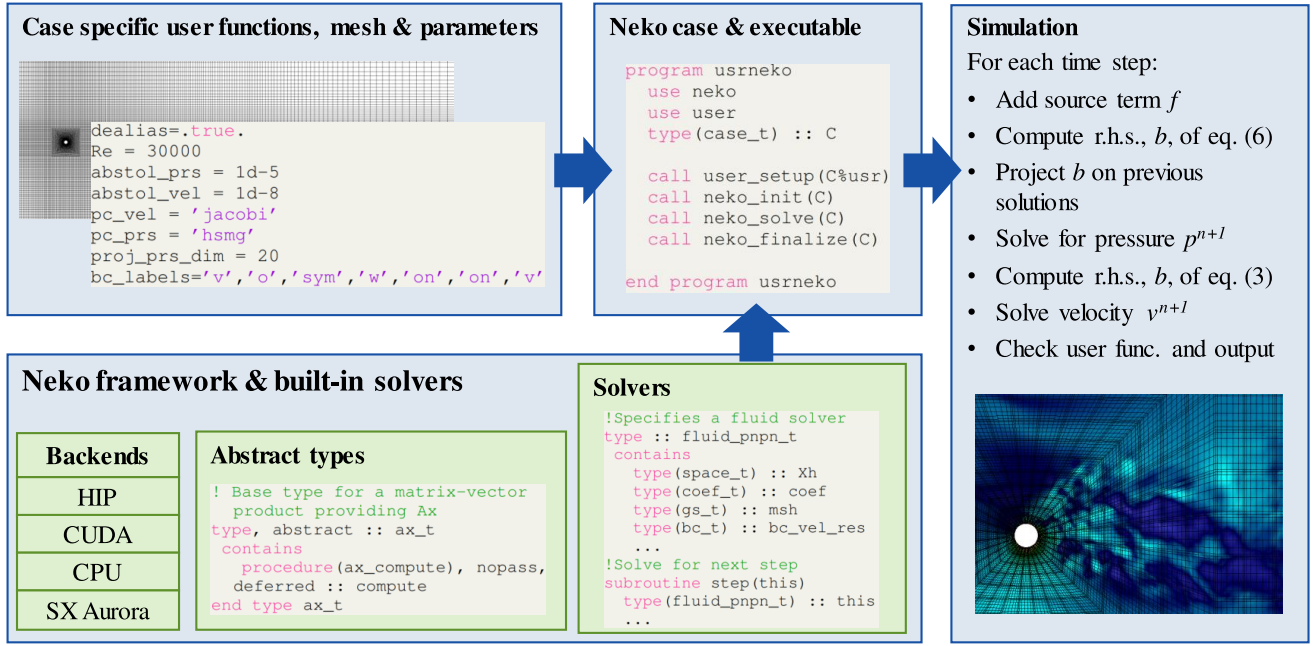 Case specific user functions, mesh & parameters
dealias=.true.
Re = 30000
abstol_prs = 1d-5
abstol_vel = 1d-8
pc_vel = ’jacobi’
pc_prs = ’hsmg’
proj_prs_dim = 20
bc_labels=’v’,’o’,’sym’,’w’,’on’,’on’,’v’
Neko case & executable
program usrneko
use neko
use user
type(case_t) :: C
call user_setup(C%usr)
call neko_init(C)
call neko_solve(C)
call neko_finalize(C)
end program usrneko
Simulation
For each time step:
• Add source term f
• Compute r.h.s., b, of eq. (6)
• Project b on previous
solutions
• Solve for pressure pⁿ⁺¹
• Compute r.h.s., b, of eq. (3)
• Solve velocity vⁿ⁺¹
• Check user func. and output
Neko framework & built-in solvers
Backends
HIP
CUDA
CPU
SX Aurora
Abstract types
! Base type for a matrix-vector
product providing Ax
type, abstract :: ax_t
contains
procedure(ax_compute), nopass,
deferred :: compute
end type ax_t
Solvers
!Specifies a fluid solver
type :: fluid_pnpn_t
contains
type(space_t) :: Xh
type(coef_t) :: coef
type(gs_t) :: msh
type(bc_t) :: bc_vel_res
...
!Solve for next step
subroutine step(this)
type(fluid_pnpn_t) :: this
...